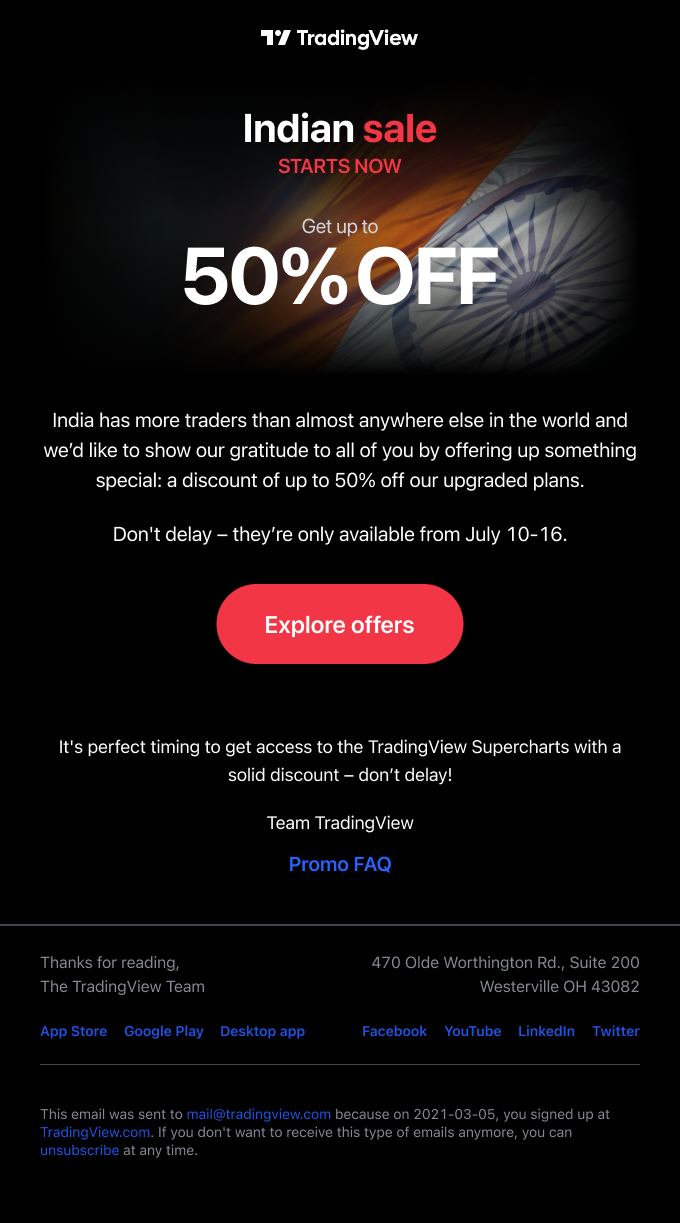 TradingView
Indian sale
STARTS NOW
Get up to
50% OFF
India has more traders than almost anywhere else in the world and
we’d like to show our gratitude to all of you by offering up something
special: a discount of up to 50% off our upgraded plans.
Don't delay – they’re only available from July 10-16.
Explore offers
It's perfect timing to get access to the TradingView Supercharts with a
solid discount – don’t delay!
Team TradingView
Promo FAQ
Thanks for reading,
The TradingView Team
470 Olde Worthington Rd., Suite 200
Westerville OH 43082
App Store Google Play Desktop app
Facebook YouTube LinkedIn Twitter
This email was sent to mail@tradingview.com because on 2021-03-05, you signed up at
TradingView.com. If you don't want to receive this type of emails anymore, you can
unsubscribe at any time.